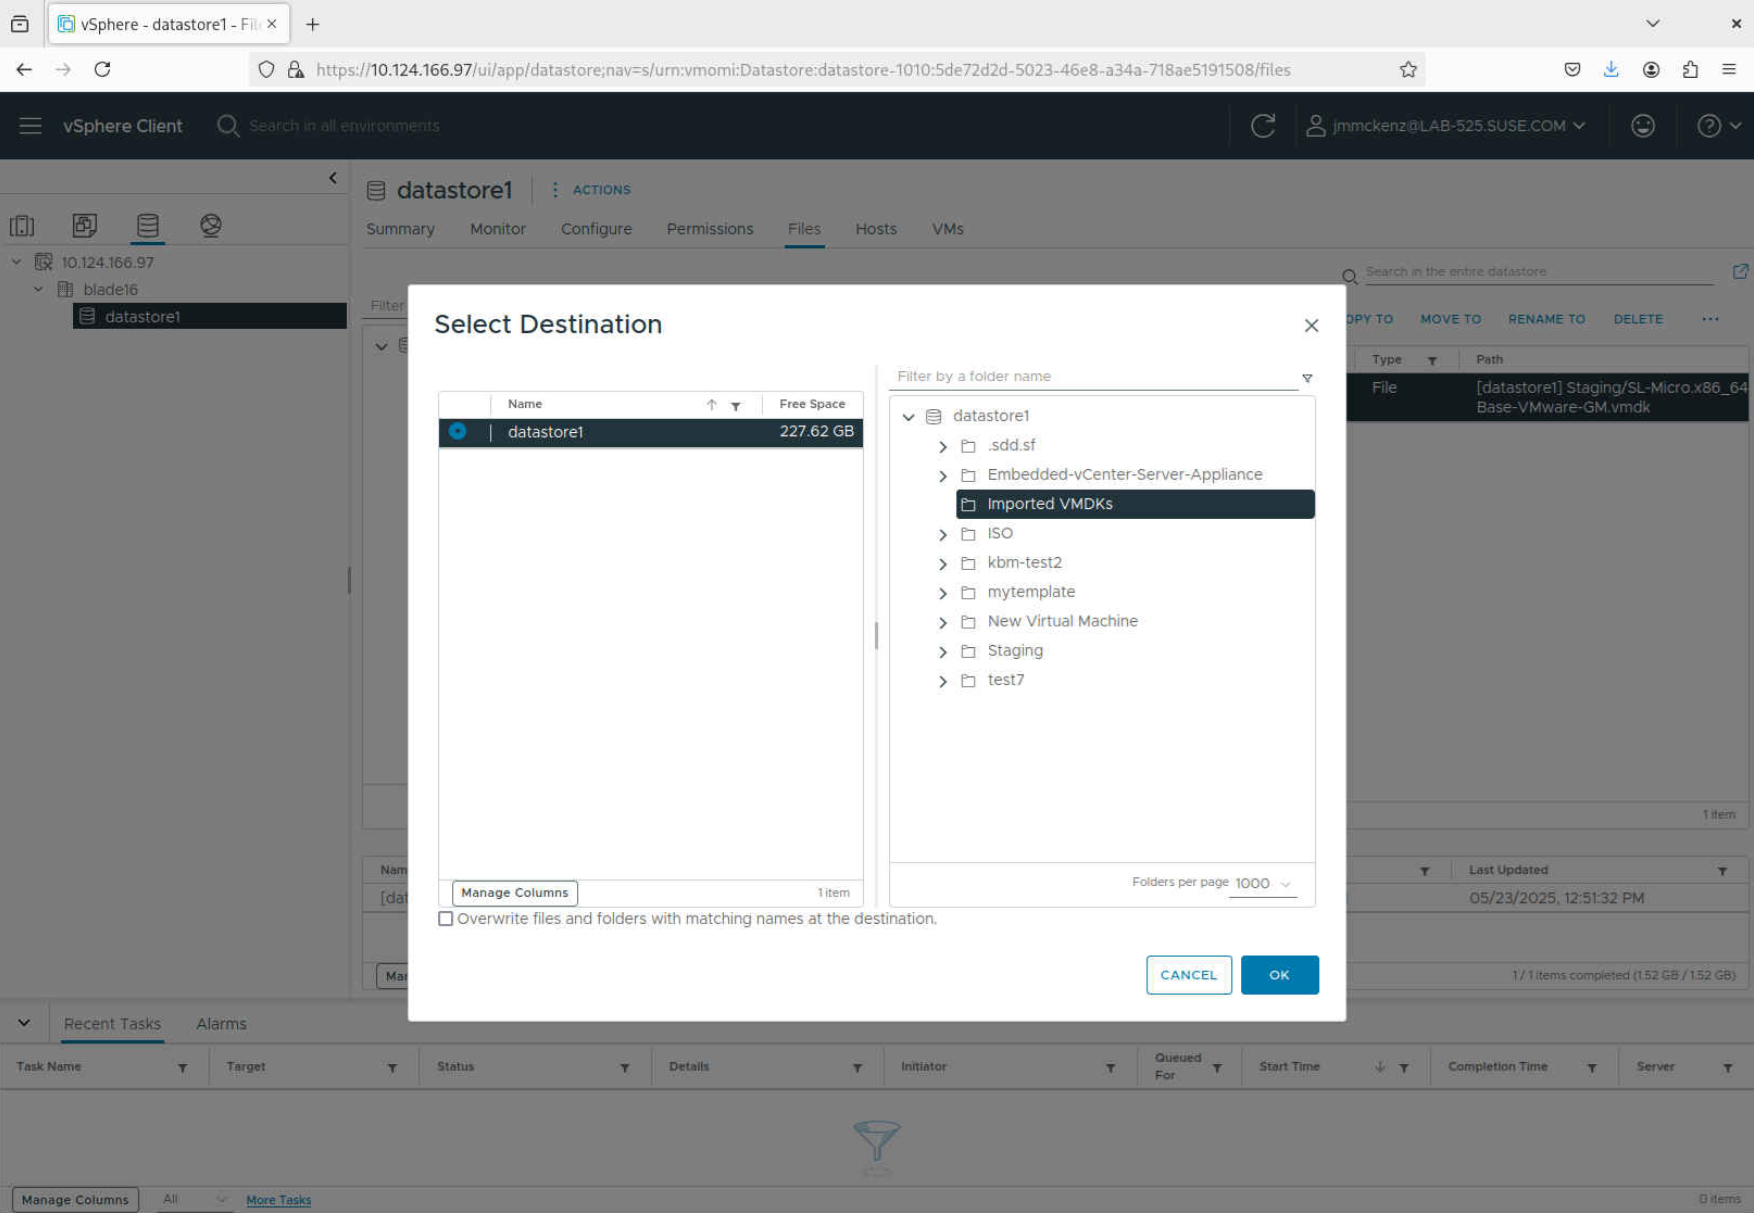 vSphere - datastore1 - Fil
https://10.124.166.97/ui/app/datastore;nav=s/urn:vmomi:Datastore:datastore-1010:5de72d2d-5023-46e8-a34a-718ae5191508/files
vSphere Client
Search in all environments
jmmckenz@LAB-525.SUSE.COM
datastore1
ACTIONS
Summary Monitor Configure Permissions Files Hosts VMs
10.124.166.97
blade16
datastore1
Search in the entire datastore
Filter
OPY TO MOVE TO RENAME TO DELETE
Type Path
File [datastore1] Staging/SL-Micro.x86_64
Base-VMware-GM.vmdk
1 item
Select Destination
Name Free Space
datastore1 227.62 GB
Manage Columns 1 item
Filter by a folder name
datastore1
.sdd.sf
Embedded-vCenter-Server-Appliance
Imported VMDKs
ISO
kbm-test2
mytemplate
New Virtual Machine
Staging
test7
Folders per page 1000
Overwrite files and folders with matching names at the destination.
CANCEL OK
Nam Last Updated
[dat 05/23/2025, 12:51:32 PM
Mar 1 / 1 items completed (1.52 GB / 1.52 GB)
Recent Tasks Alarms
Task Name Target Status Details Initiator Queued For Start Time Completion Time Server
Manage Columns All More Tasks 0 items